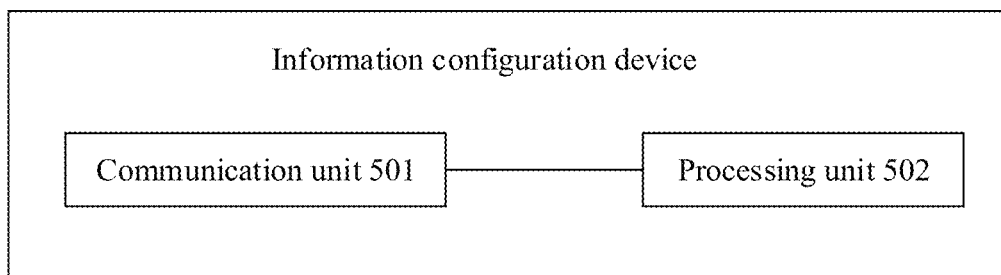 Information configuration device
Communication unit 501
Processing unit 502